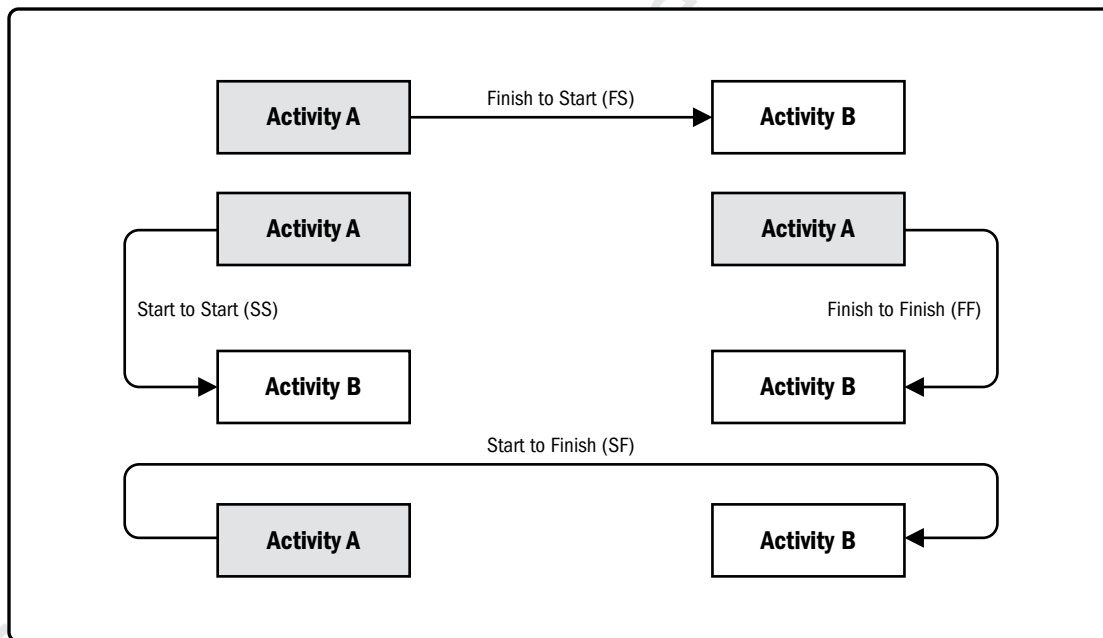 Activity A
Finish to Start (FS)
Activity B
Activity A
Activity A
Start to Start (SS)
Finish to Finish (FF)
Activity B
Activity B
Start to Finish (SF)
Activity A
Activity B